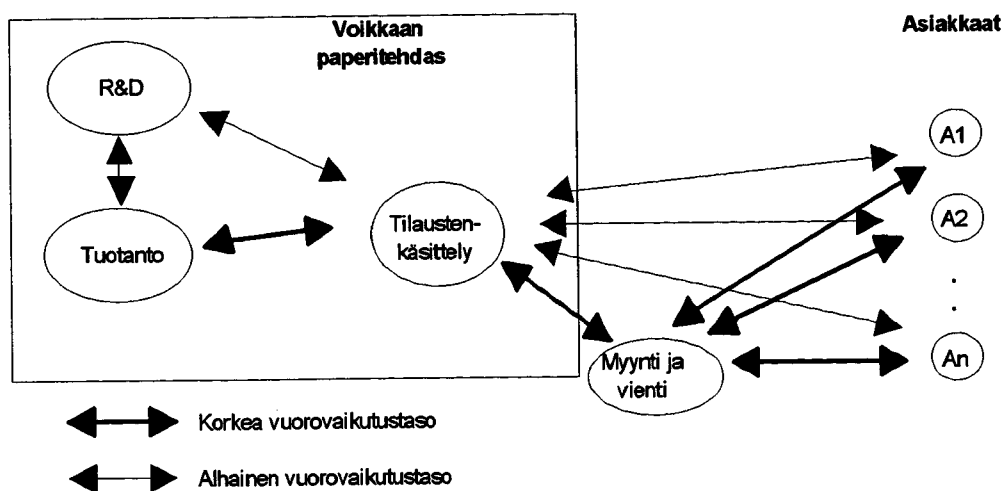 Voikkaan
paperitehdas
Asiakkaat
R&D
A1
A2
Tuotanto
Tilausten-
käsittely
.
.
An
Myynti ja
vienti
Korkea vuorovaikutustaso
Alhainen vuorovaikutustaso